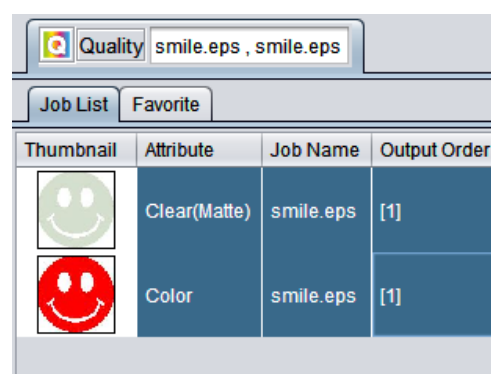 Quality smile.eps , smile.eps
Job List Favorite
Thumbnail Attribute Job Name Output Order
Clear(Matte) smile.eps [1]
Color smile.eps [1]